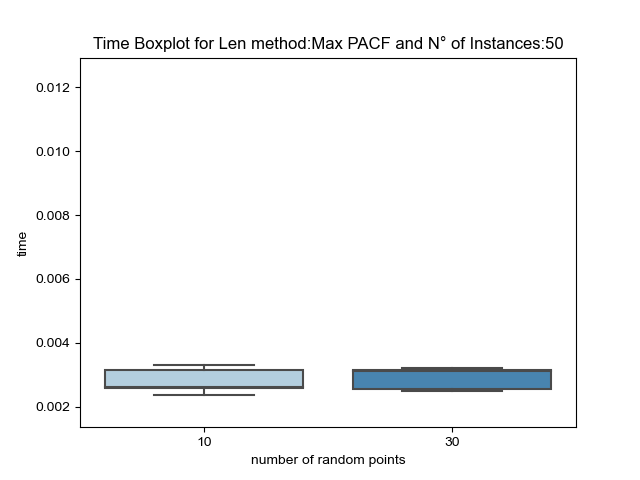 Time Boxplot for Len method:Max PACF and N° of Instances:50
0.012
0.010
0.008
0.006
0.004
0.002
time
10
30
number of random points